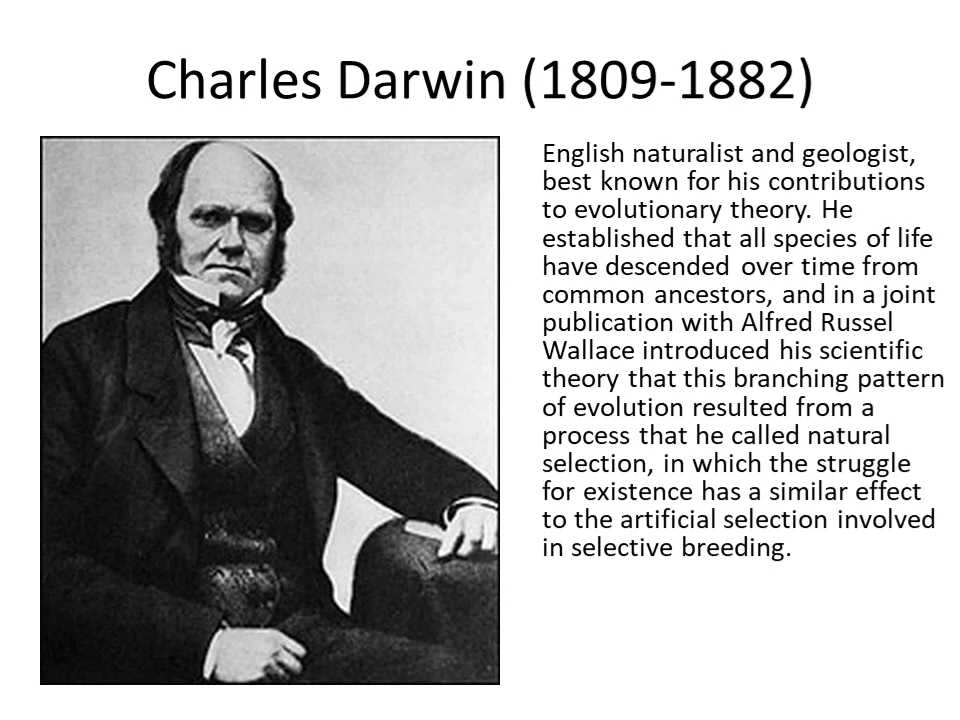 Charles Darwin (1809-1882)
English naturalist and geologist,
best known for his contributions
to evolutionary theory. He
established that all species of life
have descended over time from
common ancestors, and in a joint
publication with Alfred Russel
Wallace introduced his scientific
theory that this branching pattern
of evolution resulted from a
process that he called natural
selection, in which the struggle
for existence has a similar effect
to the artificial selection involved
in selective breeding.